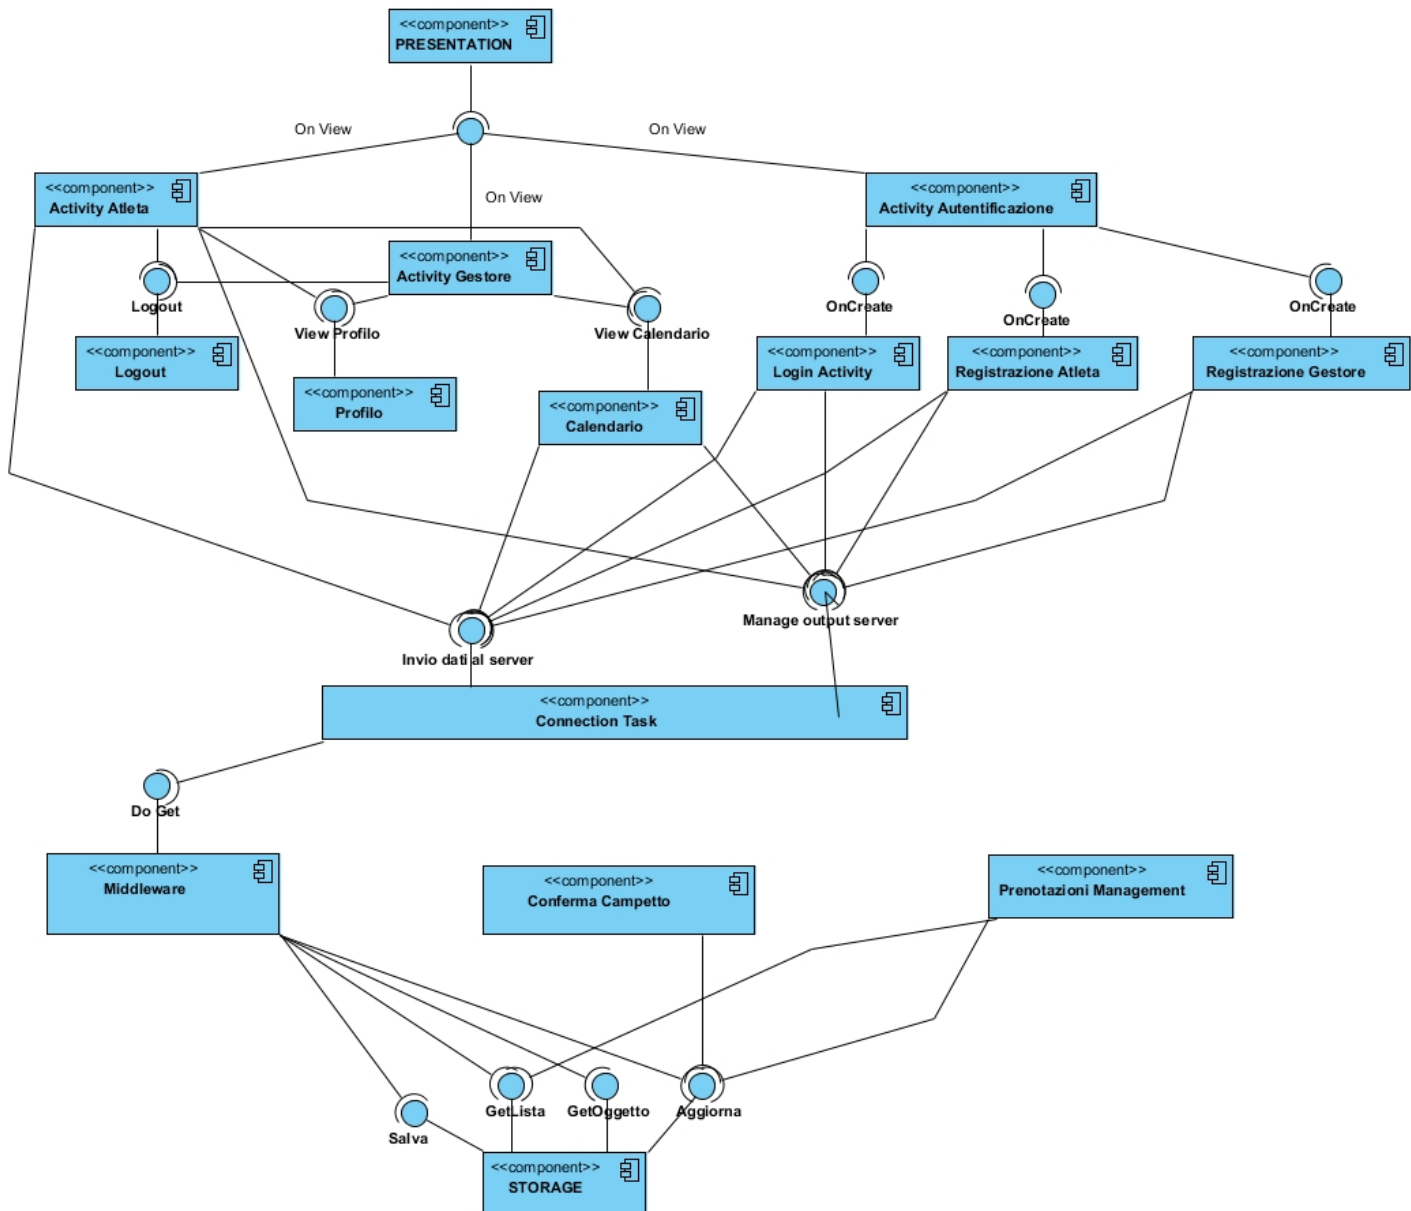 <<component>>
PRESENTATION
On View
On View
<<component>>
Activity Atleta
On View
<<component>>
Activity Autentificazione
<<component>>
Activity Gestore
Logout
View Profilo
View Calendario
OnCreate
OnCreate
OnCreate
<<component>>
Logout
<<component>>
Login Activity
<<component>>
Registrazione Atleta
<<component>>
Registrazione Gestore
<<component>>
Profilo
<<component>>
Calendario
Manage output server
Invio dati al server
<<component>>
Connection Task
Do Get
<<component>>
Middleware
<<component>>
Conferma Campetto
<<component>>
Prenotazioni Management
GetLista
GetOggetto
Aggiorna
Salva
<<component>>
STORAGE